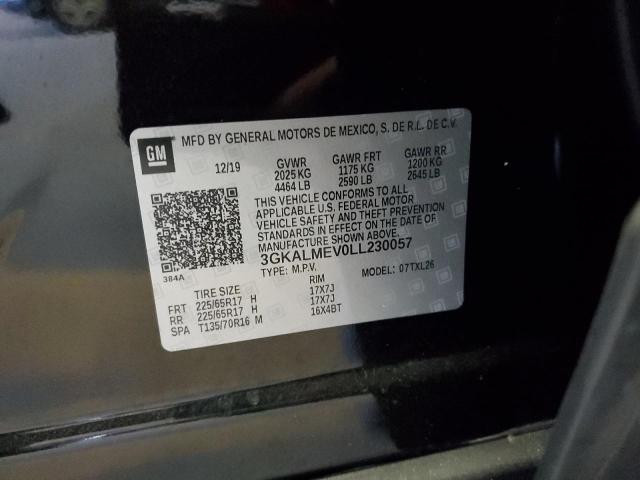 GM
MFD BY GENERAL MOTORS DE MEXICO, S. DE R.L. DE C.V.
12/19 GVWR GAWR FRT GAWR RR
2025 KG 1175 KG 1200 KG
4464 LB 2590 LB 2645 LB
THIS VEHICLE CONFORMS TO ALL
APPLICABLE U.S. FEDERAL MOTOR
VEHICLE SAFETY AND THEFT PREVENTION
STANDARDS IN EFFECT ON THE DATE OF
MANUFACTURE SHOWN ABOVE.
3GKALMEV0LL230057
384A TYPE: M.P.V. MODEL: 07TXL26
TIRE SIZE RIM
FRT 225/65R17 H 17X7J
RR 225/65R17 H 17X7J
SPA T135/70R16 M 16X4BT